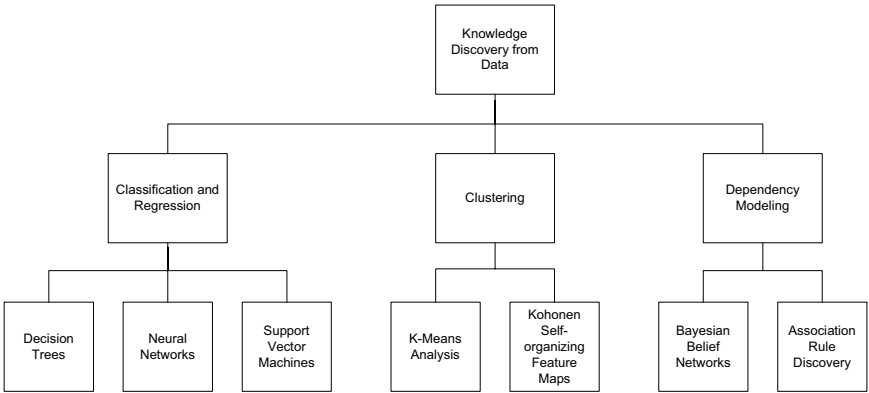 Knowledge
Discovery from
Data
Classification and
Regression
Clustering
Dependency
Modeling
Decision
Trees
Neural
Networks
Support
Vector
Machines
K-Means
Analysis
Kohonen
Self-
organizing
Feature
Maps
Bayesian
Belief
Networks
Association
Rule
Discovery